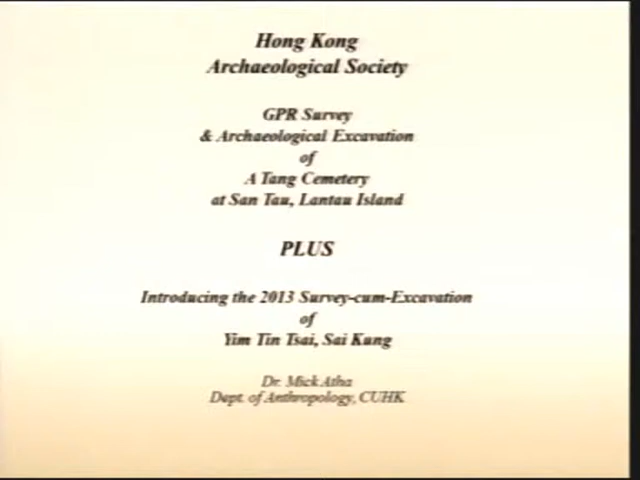 Hong Kong
Archaeological Society
GPR Survey
& Archaeological Excavation
of
A Tang Cemetery
at San Tau, Lantau Island
PLUS
Introducing the 2013 Survey-cum-Excavation
of
Yim Tin Tsai, Sai Kung
Dr. Mick Atha
Dept. of Anthropology, CUHK